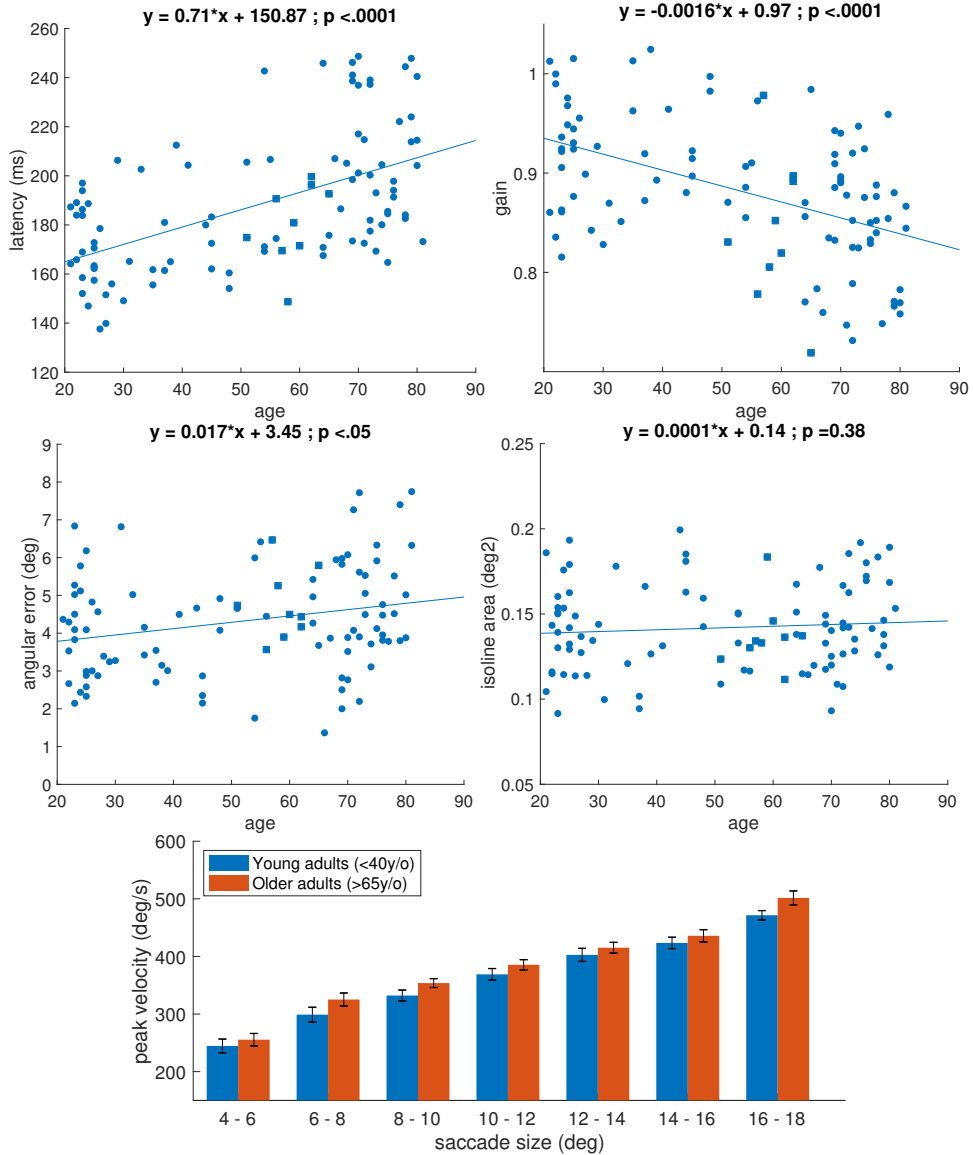 y = 0.71*x + 150.87 ; p <.0001
260
240
220
200
180
160
140
120
latency (ms)
20 30 40 50 60 70 80 90
age
y = -0.0016*x + 0.97 ; p <.0001
1
0.9
0.8
gain
20 30 40 50 60 70 80 90
age
y = 0.017*x + 3.45 ; p <.05
9
8
7
6
5
4
3
2
1
0
angular error (deg)
20 30 40 50 60 70 80 90
age
y = 0.0001*x + 0.14 ; p =0.38
0.25
0.2
0.15
0.1
0.05
isoline area (deg2)
20 30 40 50 60 70 80 90
age
600
500
400
300
200
peak velocity (deg/s)
Young adults (<40y/o)
Older adults (>65y/o)
4 - 6 6 - 8 8 - 10 10 - 12 12 - 14 14 - 16 16 - 18
saccade size (deg)